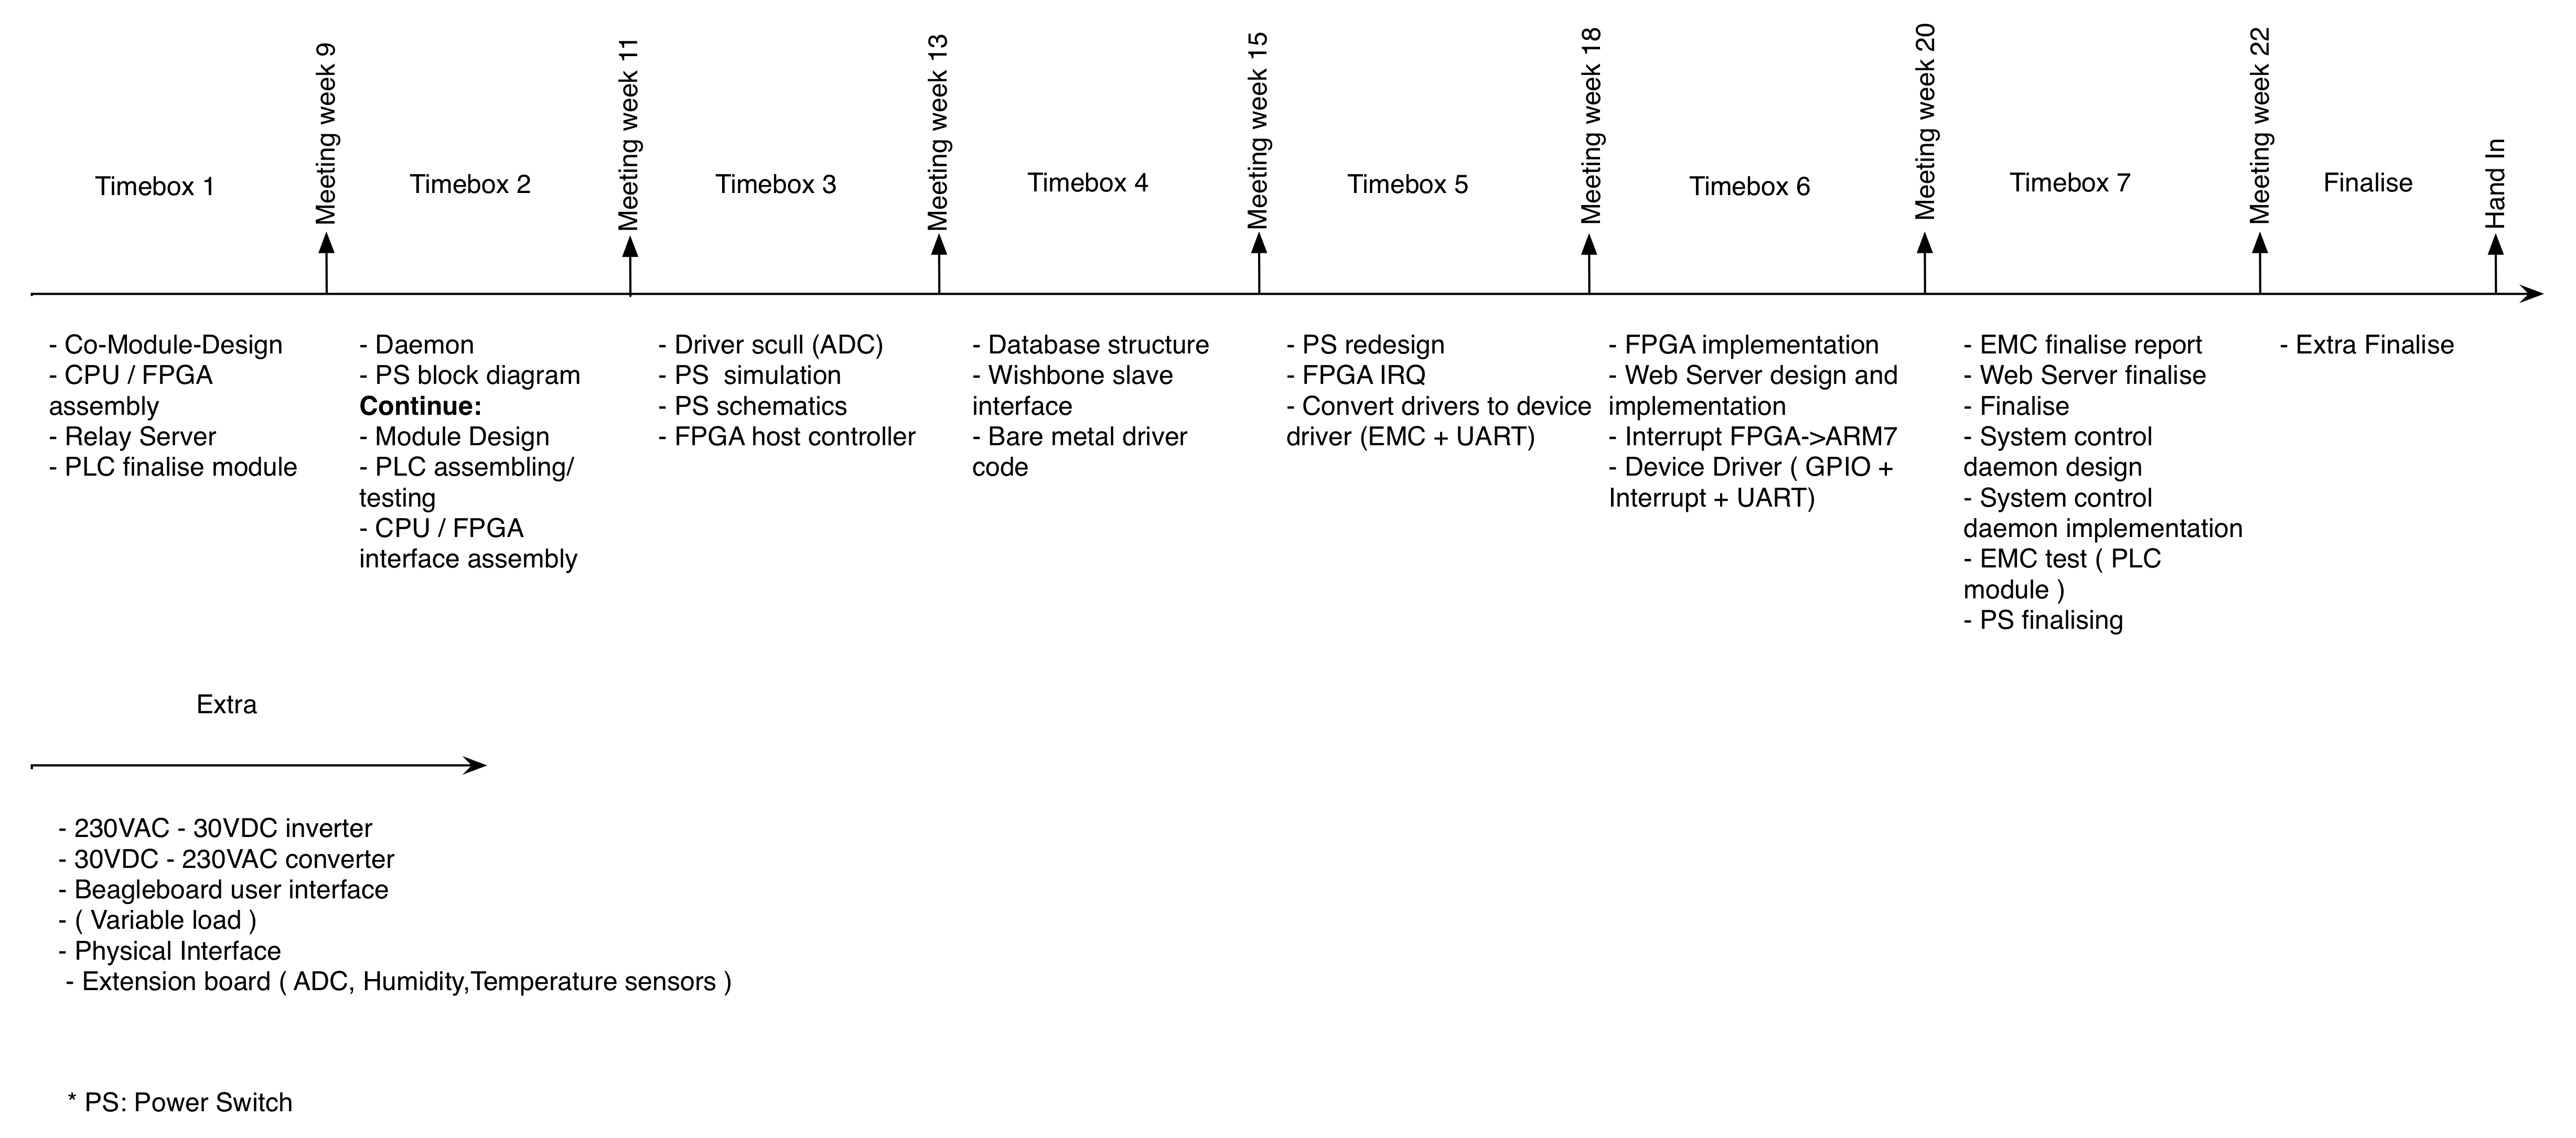 Timebox 1
Meeting week 9
Timebox 2
Meeting week 11
Timebox 3
Meeting week 13
Timebox 4
Meeting week 15
Timebox 5
Meeting week 18
Timebox 6
Meeting week 20
Timebox 7
Meeting week 22
Finalise
Hand In
- Co-Module-Design
- CPU / FPGA
assembly
- Relay Server
- PLC finalise module
- Daemon
- PS block diagram
Continue:
- Module Design
- PLC assembling/
testing
- CPU / FPGA
interface assembly
- Driver scull (ADC)
- PS  simulation
- PS schematics
- FPGA host controller
- Database structure
- Wishbone slave
interface
- Bare metal driver
code
- PS redesign
- FPGA IRQ
- Convert drivers to device
driver (EMC + UART)
- FPGA implementation
- Web Server design and
implementation
- Interrupt FPGA->ARM7
- Device Driver ( GPIO +
Interrupt + UART)
- EMC finalise report
- Web Server finalise
- Finalise
- System control
daemon design
- System control
daemon implementation
- EMC test ( PLC
module )
- PS finalising
- Extra Finalise
Extra
- 230VAC - 30VDC inverter
- 30VDC - 230VAC converter
- Beagleboard user interface
- ( Variable load )
- Physical Interface
- Extension board ( ADC, Humidity,Temperature sensors )
* PS: Power Switch